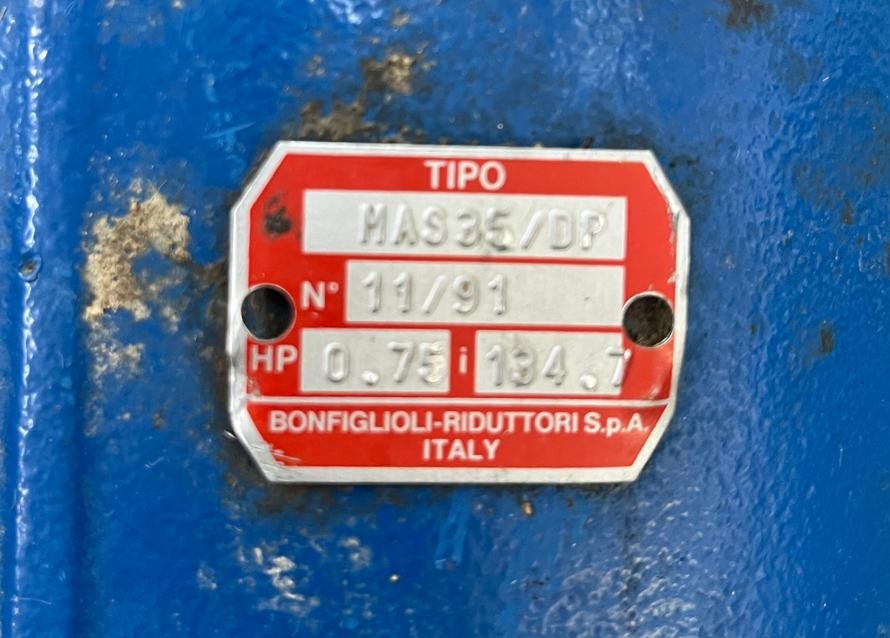 TIPO
MAS35/DP
N° 11/91
HP 0.75 i 134.7
BONFIGLIOLI-RIDUTTORI S.p.A.
ITALY